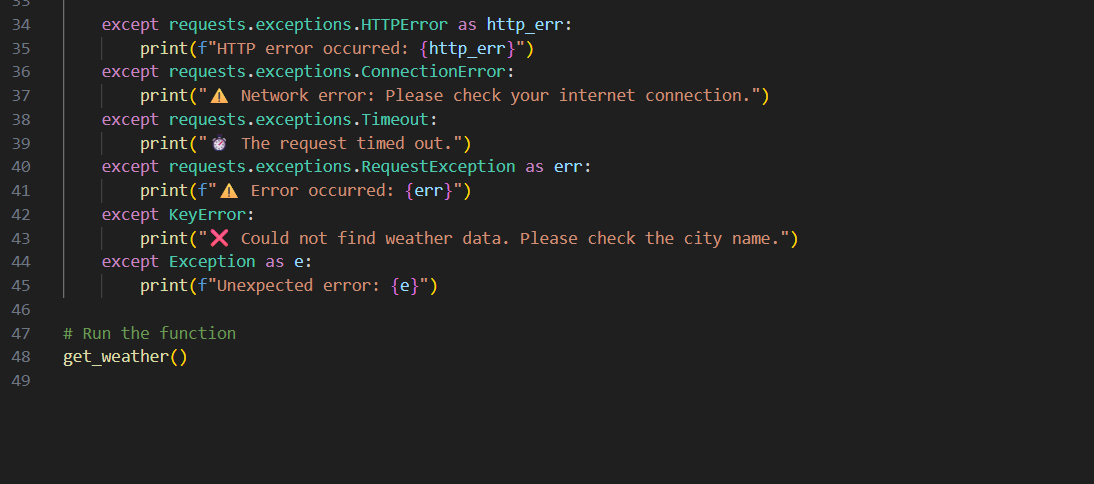 33
34 except requests.exceptions.HTTPError as http_err:
35 print(f"HTTP error occurred: {http_err}")
36 except requests.exceptions.ConnectionError:
37 print("⚠️ Network error: Please check your internet connection.")
38 except requests.exceptions.Timeout:
39 print("⏱️ The request timed out.")
40 except requests.exceptions.RequestException as err:
41 print(f"⚠️ Error occurred: {err}")
42 except KeyError:
43 print("❌ Could not find weather data. Please check the city name.")
44 except Exception as e:
45 print(f"Unexpected error: {e}")
46
47 # Run the function
48 get_weather()
49